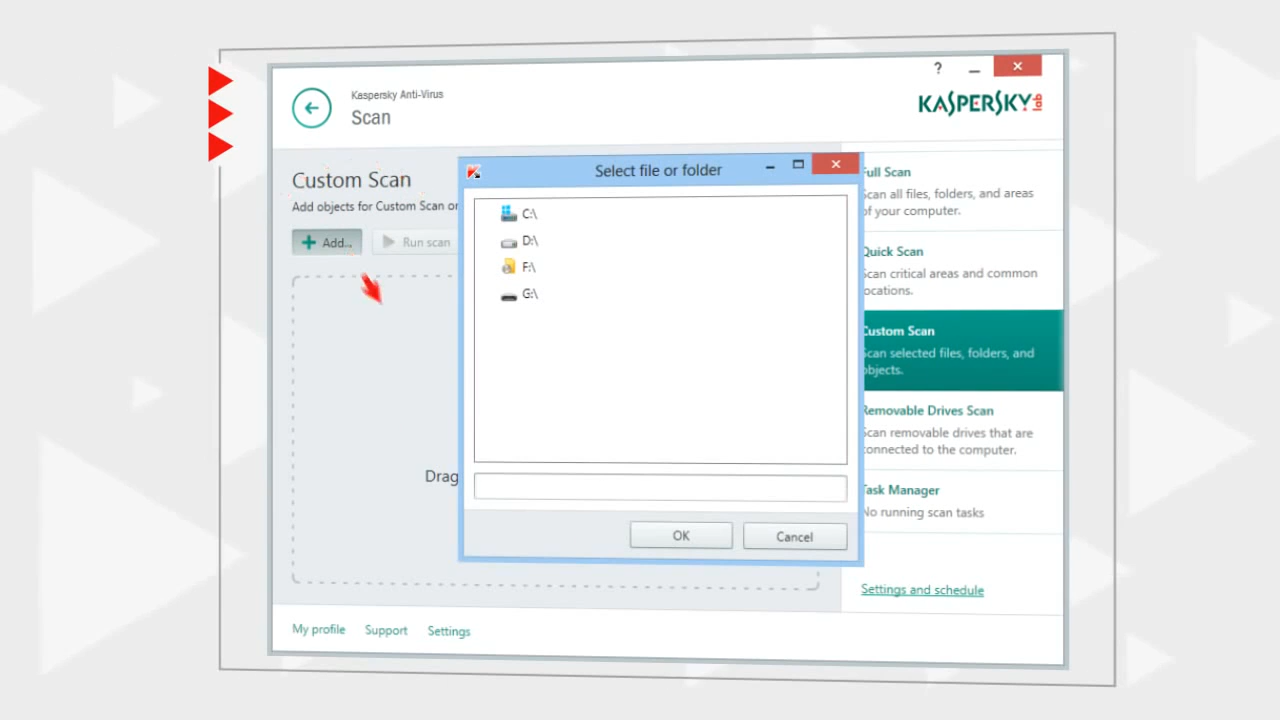 ?
Kaspersky Anti-Virus
Scan
KASPERSKY lab
Custom Scan
Add objects for Custom Scan or
Add...
Run scan
Drag
Select file or folder
C:\
D:\
F:\
G:\
OK
Cancel
Full Scan
Scan all files, folders, and areas
of your computer.
Quick Scan
Scan critical areas and common
locations.
Custom Scan
Scan selected files, folders, and
objects.
Removable Drives Scan
Scan removable drives that are
connected to the computer.
Task Manager
No running scan tasks
Settings and schedule
My profile
Support
Settings